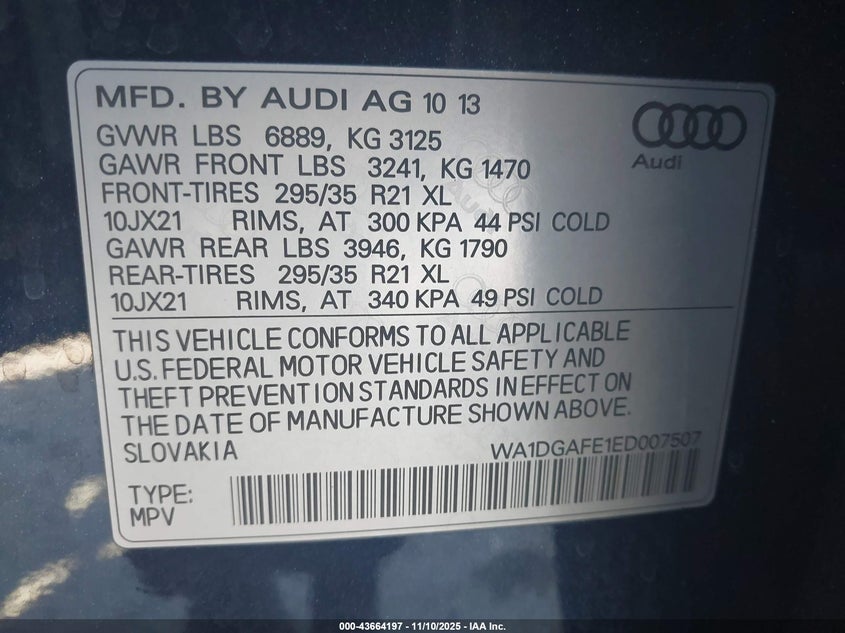 MFD. BY AUDI AG 10 13
GVWR LBS 6889, KG 3125
GAWR FRONT LBS 3241, KG 1470
FRONT-TIRES 295/35 R21 XL
10JX21 RIMS, AT 300 KPA 44 PSI COLD
GAWR REAR LBS 3946, KG 1790
REAR-TIRES 295/35 R21 XL
10JX21 RIMS, AT 340 KPA 49 PSI COLD
Audi
THIS VEHICLE CONFORMS TO ALL APPLICABLE
U.S. FEDERAL MOTOR VEHICLE SAFETY AND
THEFT PREVENTION STANDARDS IN EFFECT ON
THE DATE OF MANUFACTURE SHOWN ABOVE.
SLOVAKIA WA1DGAFE1ED007507
TYPE:
MPV
000-43664197 - 11/10/2025 - IAA Inc.